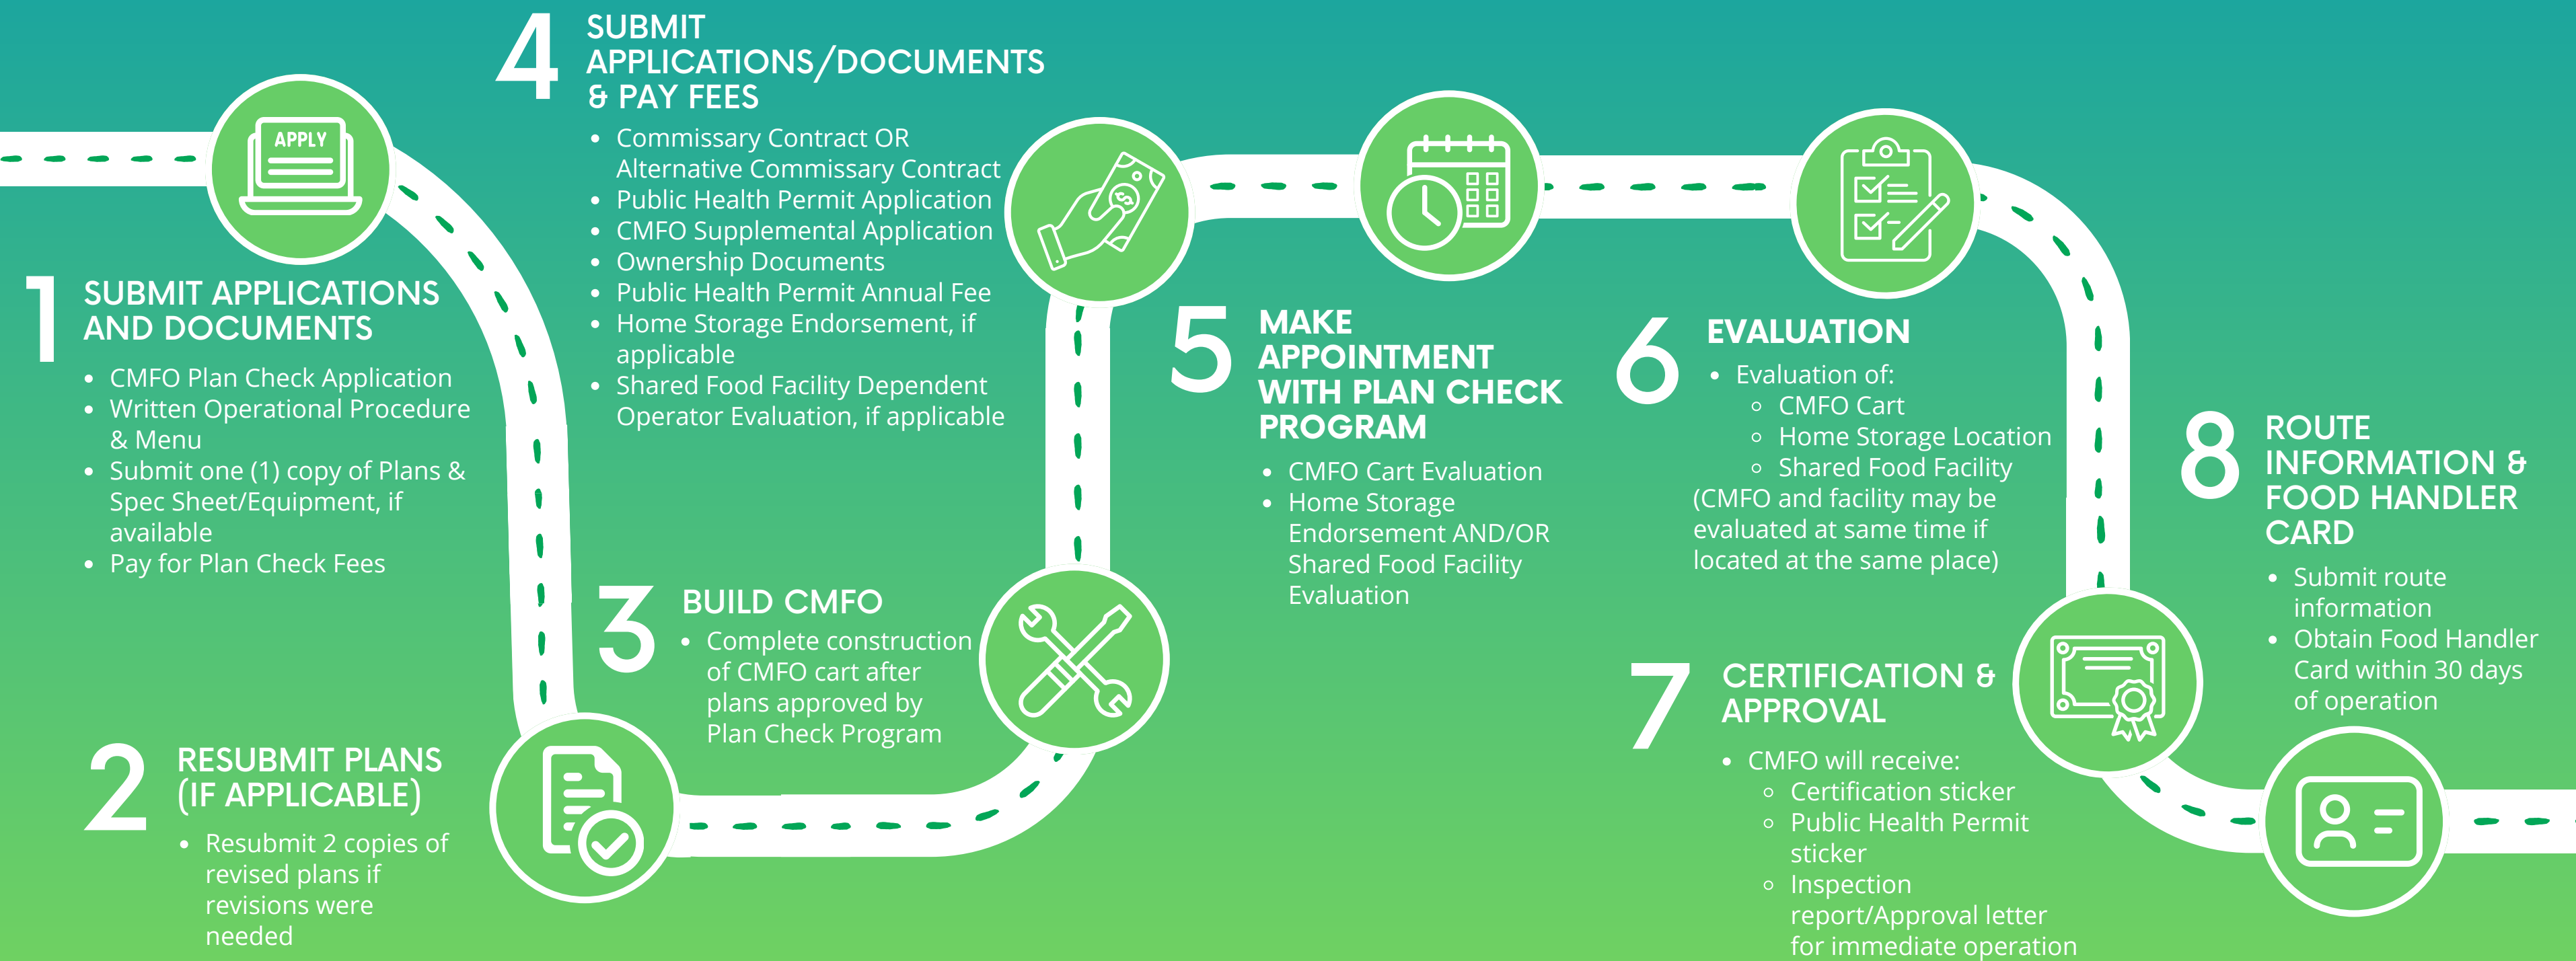 APPLY
1
SUBMIT APPLICATIONS
AND DOCUMENTS
• CMFO Plan Check Application
• Written Operational Procedure
& Menu
• Submit one (1) copy of Plans &
Spec Sheet/Equipment, if
available
• Pay for Plan Check Fees
2
RESUBMIT PLANS
(IF APPLICABLE)
• Resubmit 2 copies of
revised plans if
revisions were
needed
3
BUILD CMFO
• Complete construction
of CMFO cart after
plans approved by
Plan Check Program
4
SUBMIT
APPLICATIONS/DOCUMENTS
& PAY FEES
• Commissary Contract OR
Alternative Commissary Contract
• Public Health Permit Application
• CMFO Supplemental Application
• Ownership Documents
• Public Health Permit Annual Fee
• Home Storage Endorsement, if
applicable
• Shared Food Facility Dependent
Operator Evaluation, if applicable
$
5
MAKE
APPOINTMENT
WITH PLAN CHECK
PROGRAM
• CMFO Cart Evaluation
• Home Storage
Endorsement AND/OR
Shared Food Facility
Evaluation
6
EVALUATION
• Evaluation of:
◦ CMFO Cart
◦ Home Storage Location
◦ Shared Food Facility
(CMFO and facility may be
evaluated at same time if
located at the same place)
7
CERTIFICATION &
APPROVAL
• CMFO will receive:
◦ Certification sticker
◦ Public Health Permit
sticker
◦ Inspection
report/Approval letter
for immediate operation
8
ROUTE
INFORMATION &
FOOD HANDLER
CARD
• Submit route
information
• Obtain Food Handler
Card within 30 days
of operation